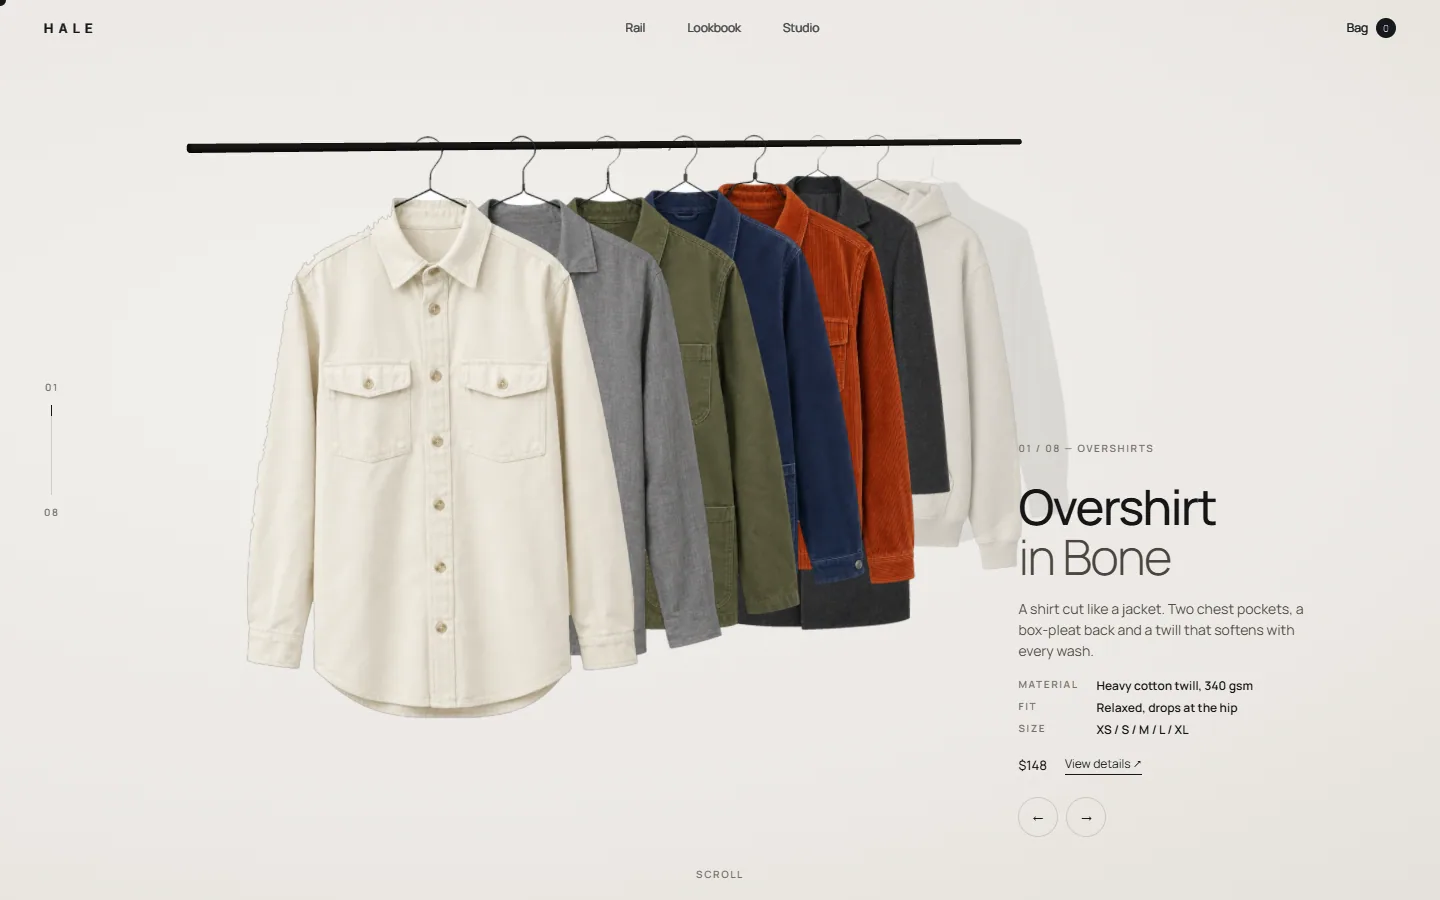 HALE
Rail
Lookbook
Studio
Bag 0
01
08
01 / 08 — OVERSHIRTS
Overshirt
in Bone
A shirt cut like a jacket. Two chest pockets, a
box-pleat back and a twill that softens with
every wash.
MATERIAL Heavy cotton twill, 340 gsm
FIT Relaxed, drops at the hip
SIZE XS / S / M / L / XL
$148 View details ↗
← →
SCROLL